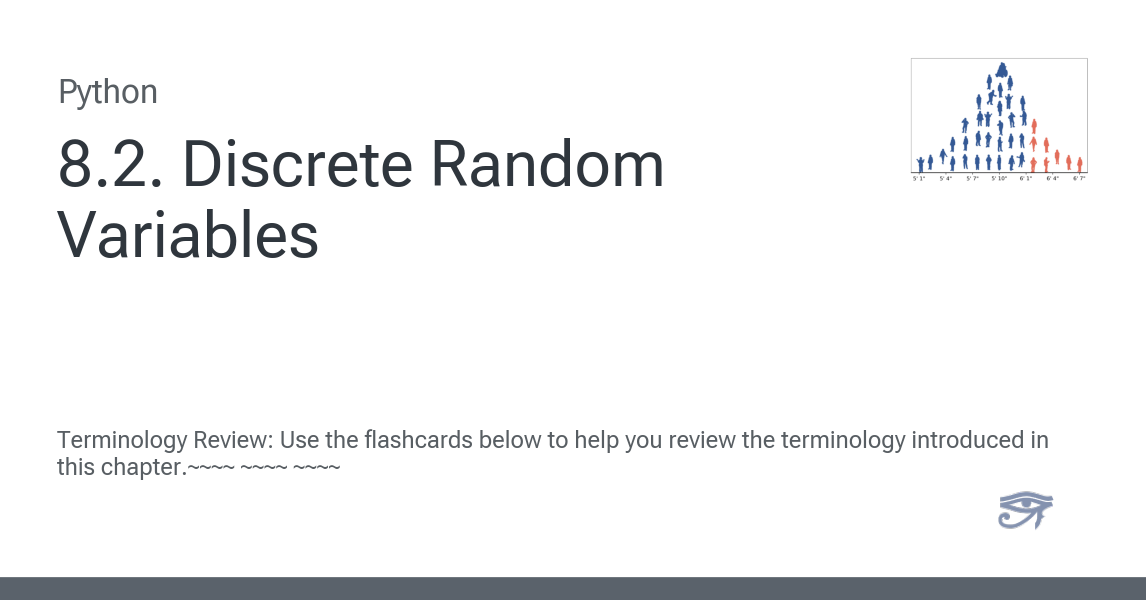 Python
8.2. Discrete Random
Variables
5' 1" 5' 4" 5' 7" 5' 10" 6' 1" 6' 4" 6' 7"
Terminology Review: Use the flashcards below to help you review the terminology introduced in
this chapter.~~~~ ~~~~ ~~~~